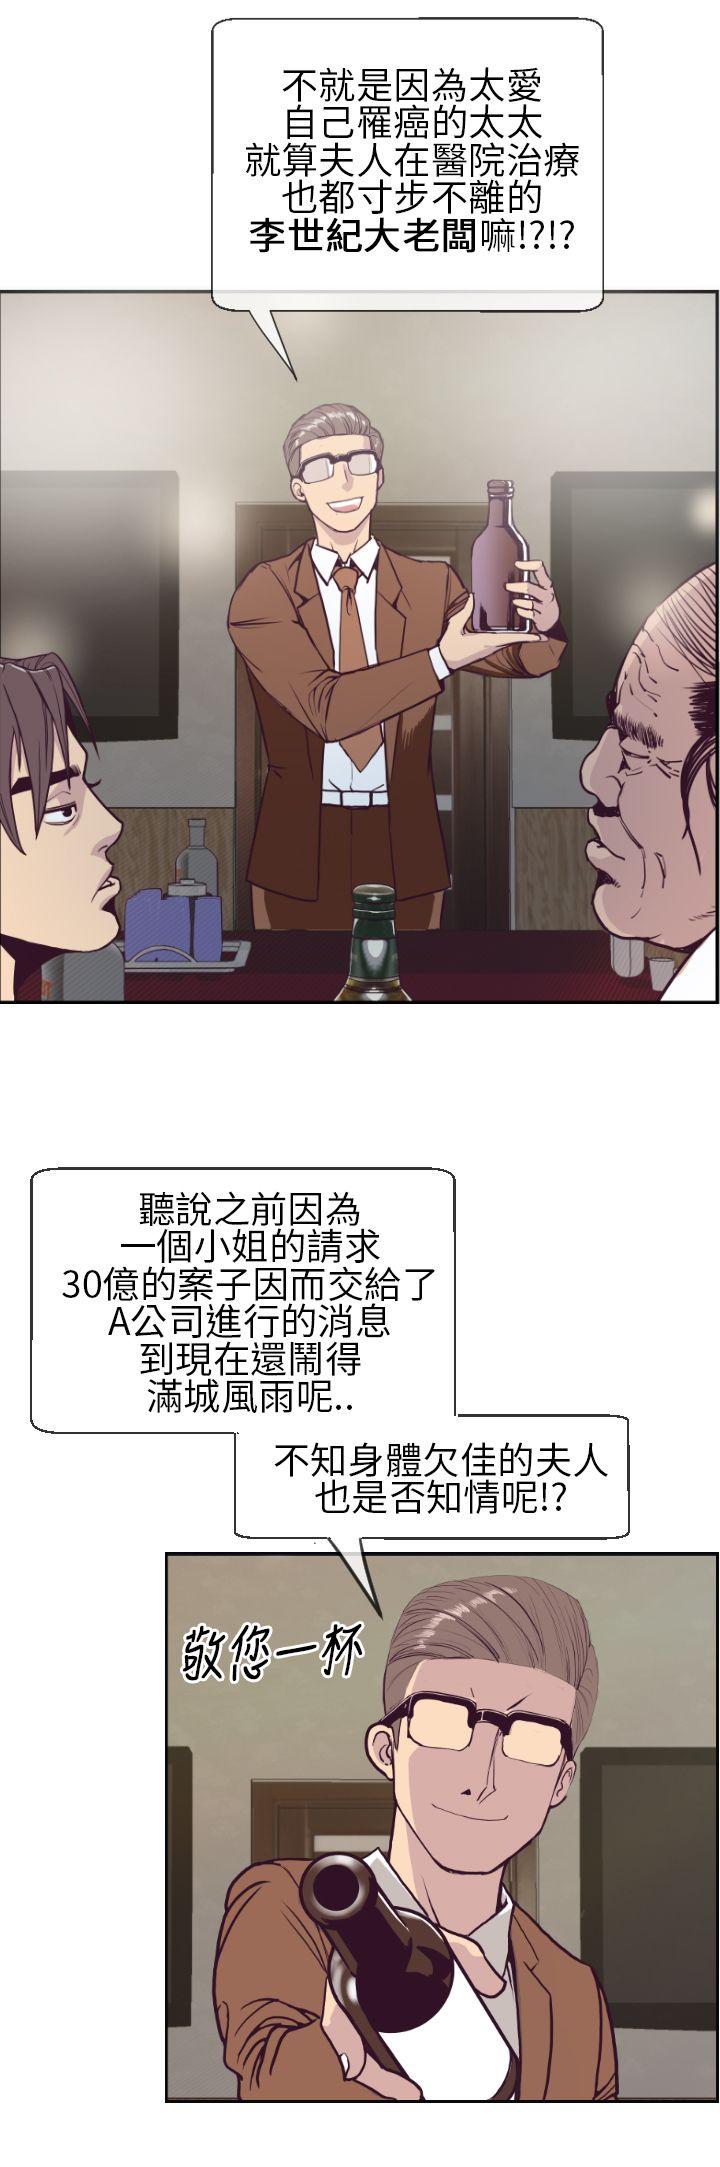 不就是因為太愛
自己罹癌的太太
就算夫人在醫院治療
也都寸步不離的
李世紀大老闆嘛!?!?
聽說之前因為
一個小姐的請求
30億的案子因而交給了
A公司進行的消息
到現在還鬧得
滿城風雨呢..
不知身體欠佳的夫人
也是否知情呢!?
敬您一杯